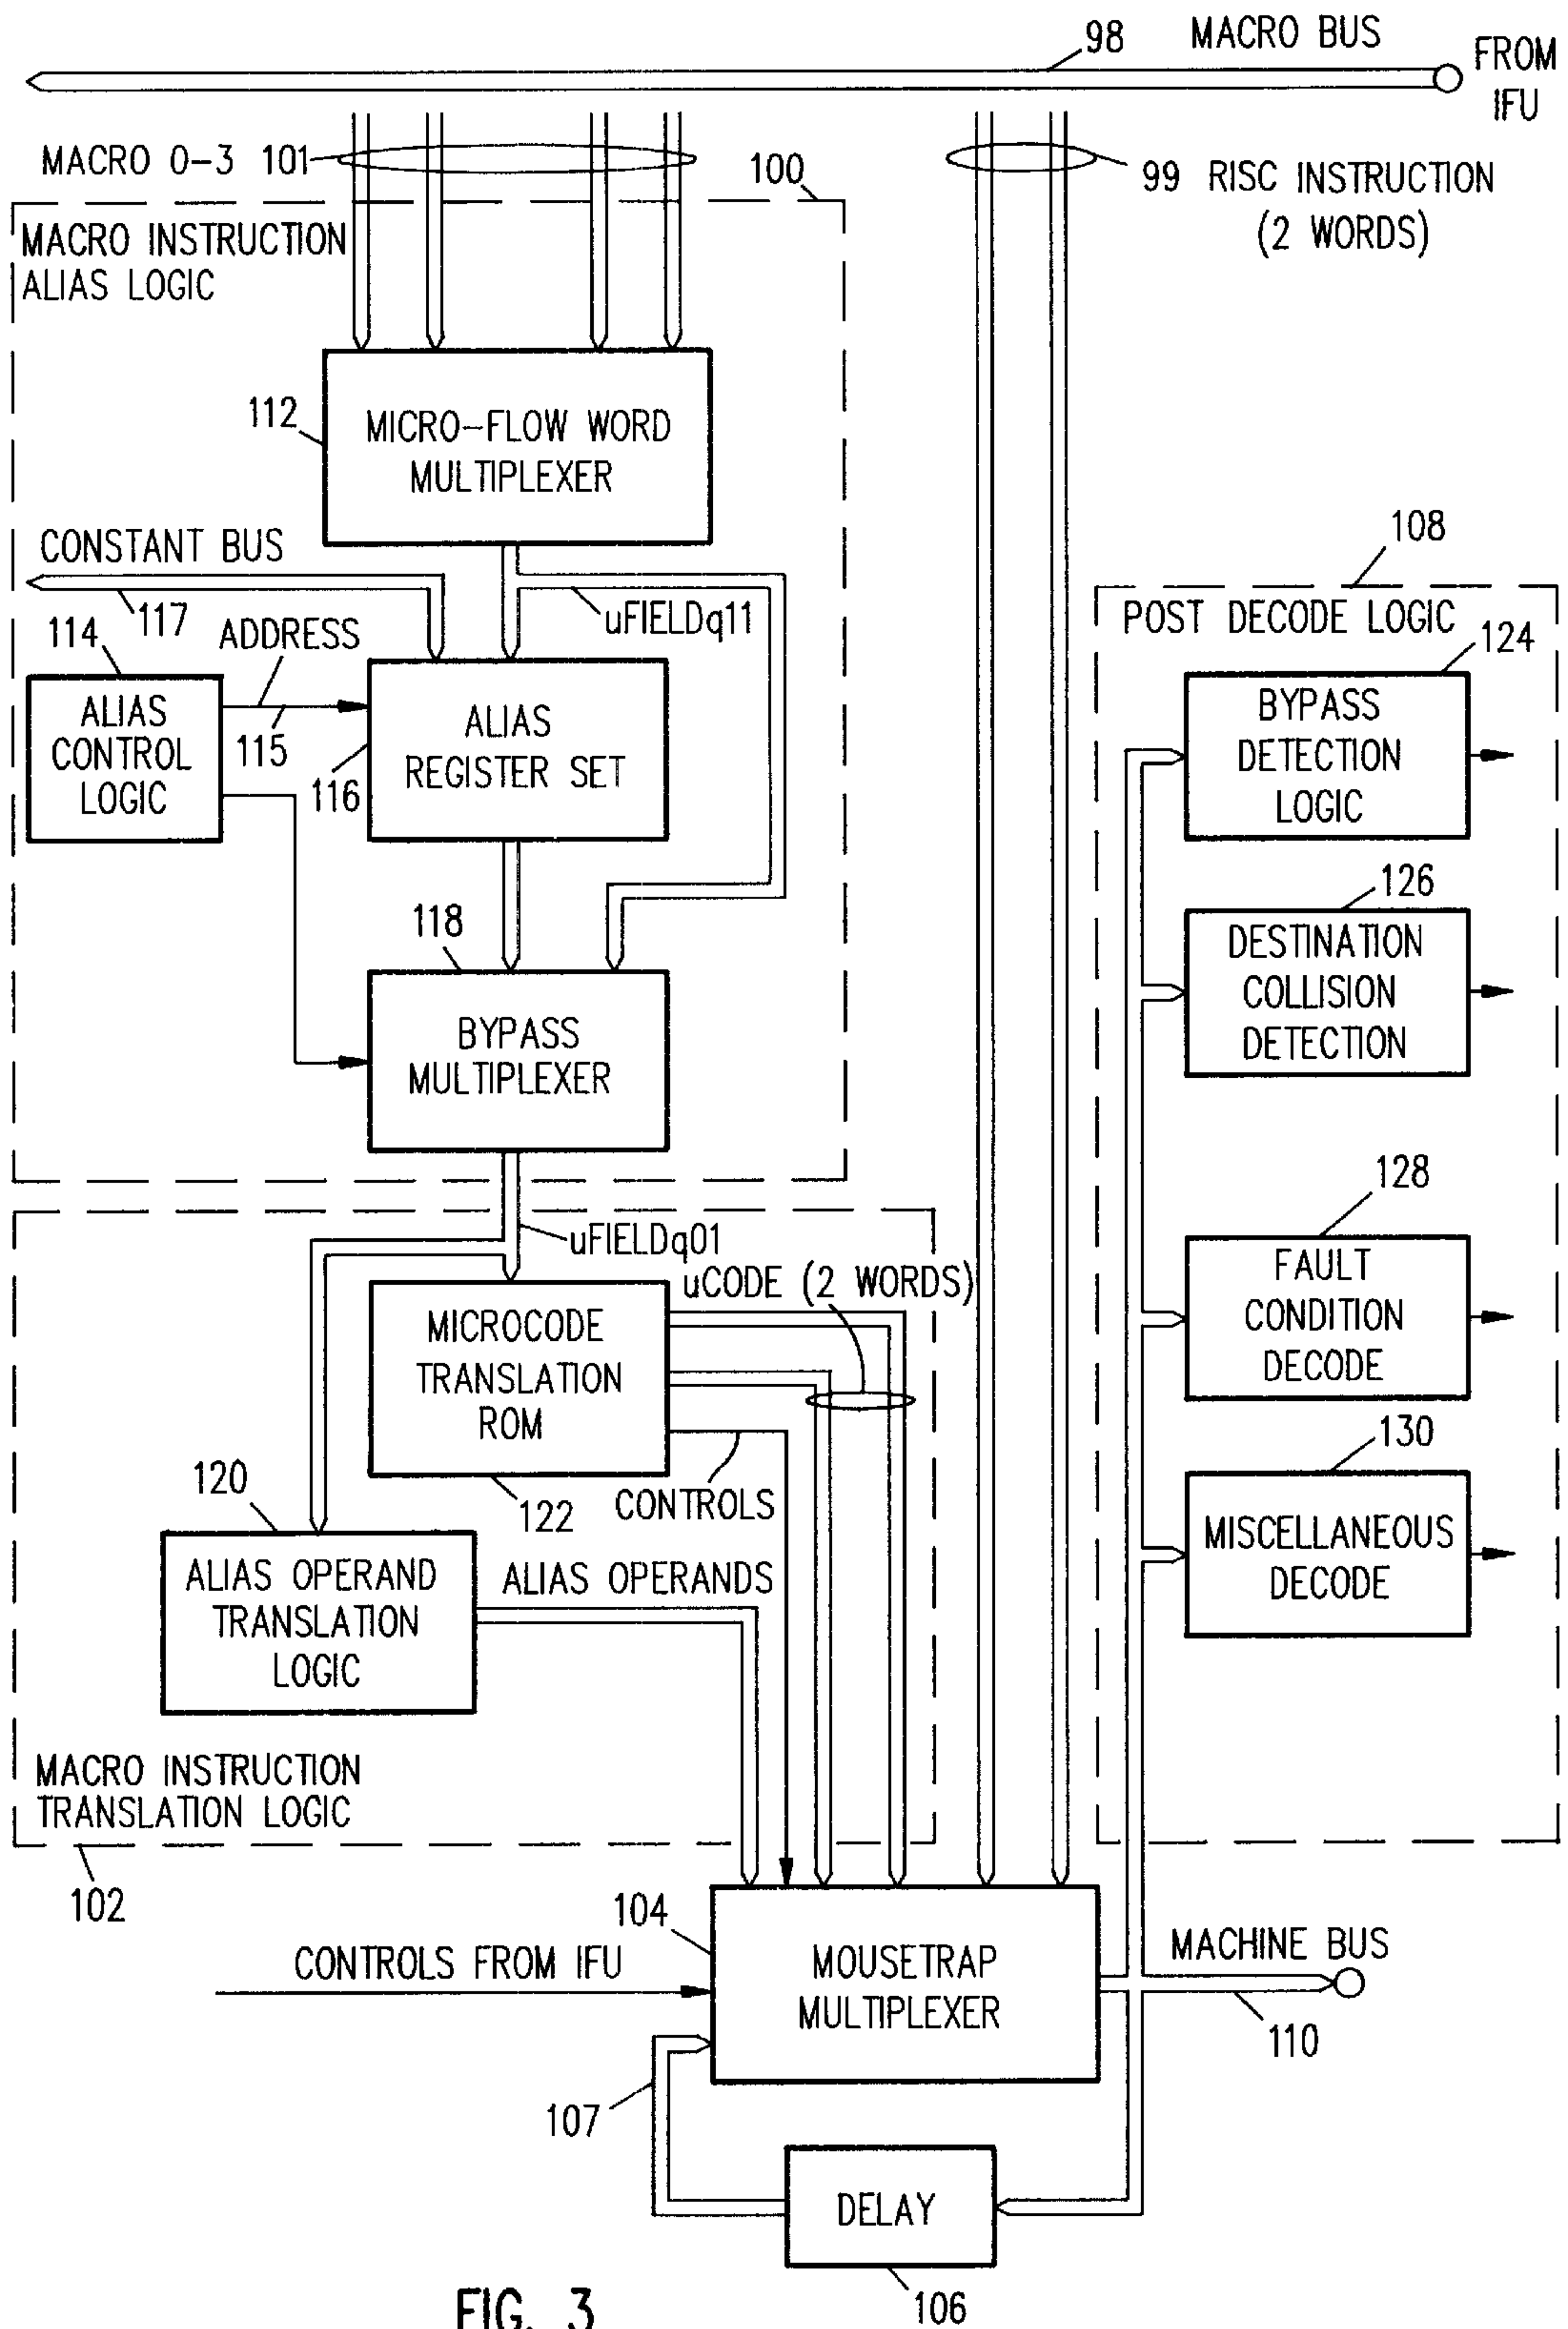 98
MACRO BUS
FROM
IFU
MACRO 0-3 101
100
99 RISC INSTRUCTION
(2 WORDS)
MACRO INSTRUCTION
ALIAS LOGIC
112
MICRO-FLOW WORD
MULTIPLEXER
CONSTANT BUS
117
uFIELDq11
108
POST DECODE LOGIC
114
ADDRESS
115
ALIAS
CONTROL
LOGIC
116
ALIAS
REGISTER SET
124
BYPASS
DETECTION
LOGIC
118
BYPASS
MULTIPLEXER
126
DESTINATION
COLLISION
DETECTION
uFIELDq01
uCODE (2 WORDS)
128
FAULT
CONDITION
DECODE
MICROCODE
TRANSLATION
ROM
122
CONTROLS
130
MISCELLANEOUS
DECODE
120
ALIAS OPERAND
TRANSLATION
LOGIC
ALIAS OPERANDS
MACRO INSTRUCTION
TRANSLATION LOGIC
102
104
CONTROLS FROM IFU
MOUSETRAP
MULTIPLEXER
MACHINE BUS
110
107
DELAY
106
FIG. 3